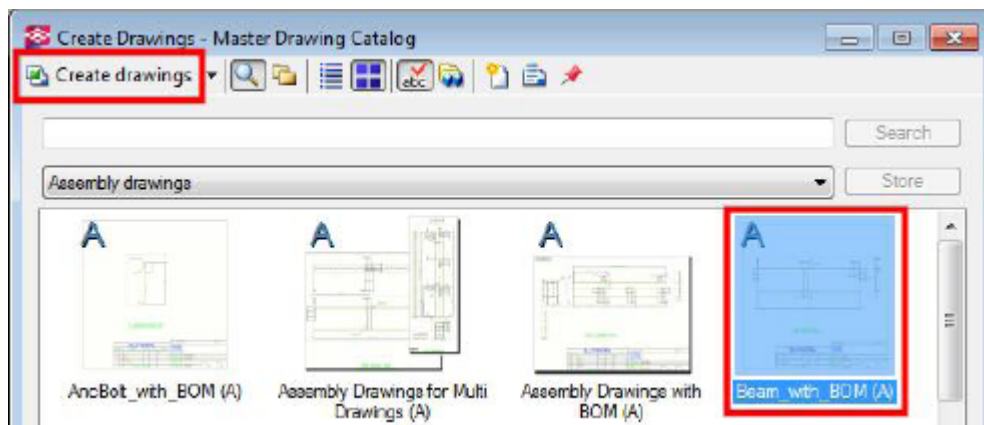 Create Drawings - Master Drawing Catalog
Create drawings
abc
Search
Assembly drawings
Store
A
A
A
A
AncBolt_with_BOM (A)
Assembly Drawings for Multi
Drawings (A)
Assembly Drawings with
BOM (A)
Beam_with_BOM (A)